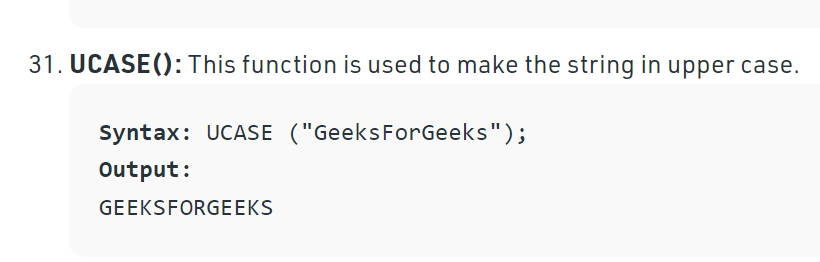 31. UCASE(): This function is used to make the string in upper case.
Syntax: UCASE ("GeeksForGeeks");
Output:
GEEKSFORGEEKS